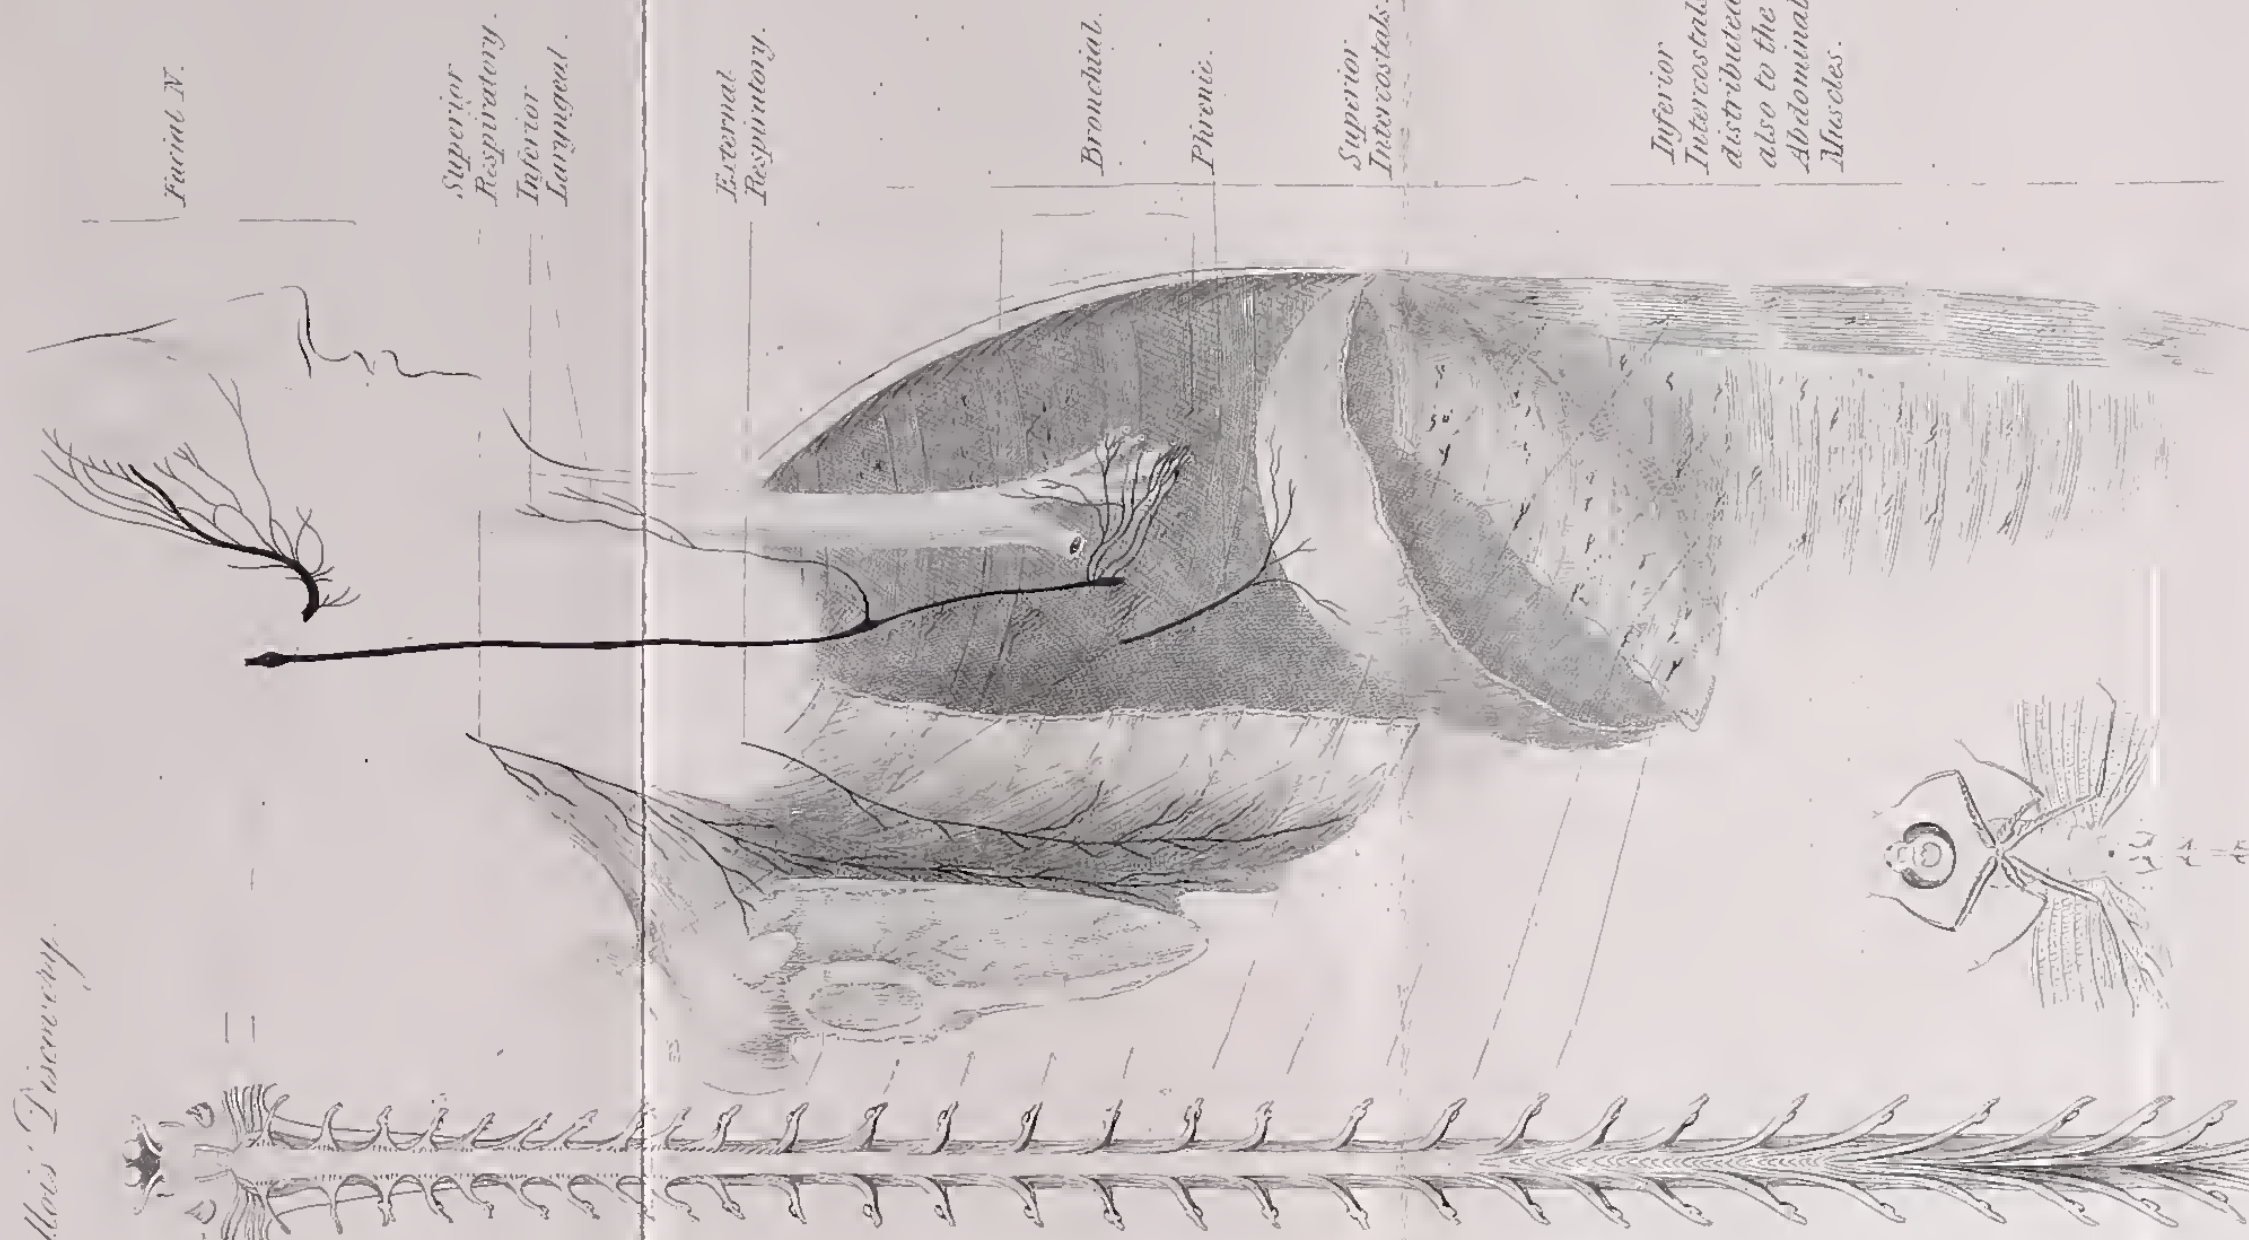 Facial N.
Superior
Respiratory.
Inferior
Laryngeal.
External
Respiratory.
Bronchial.
Phrenic.
Superior
Intercostals.
Inferior
Intercostals
distributed
also to the
Abdominal
Muscles.
Discovery.